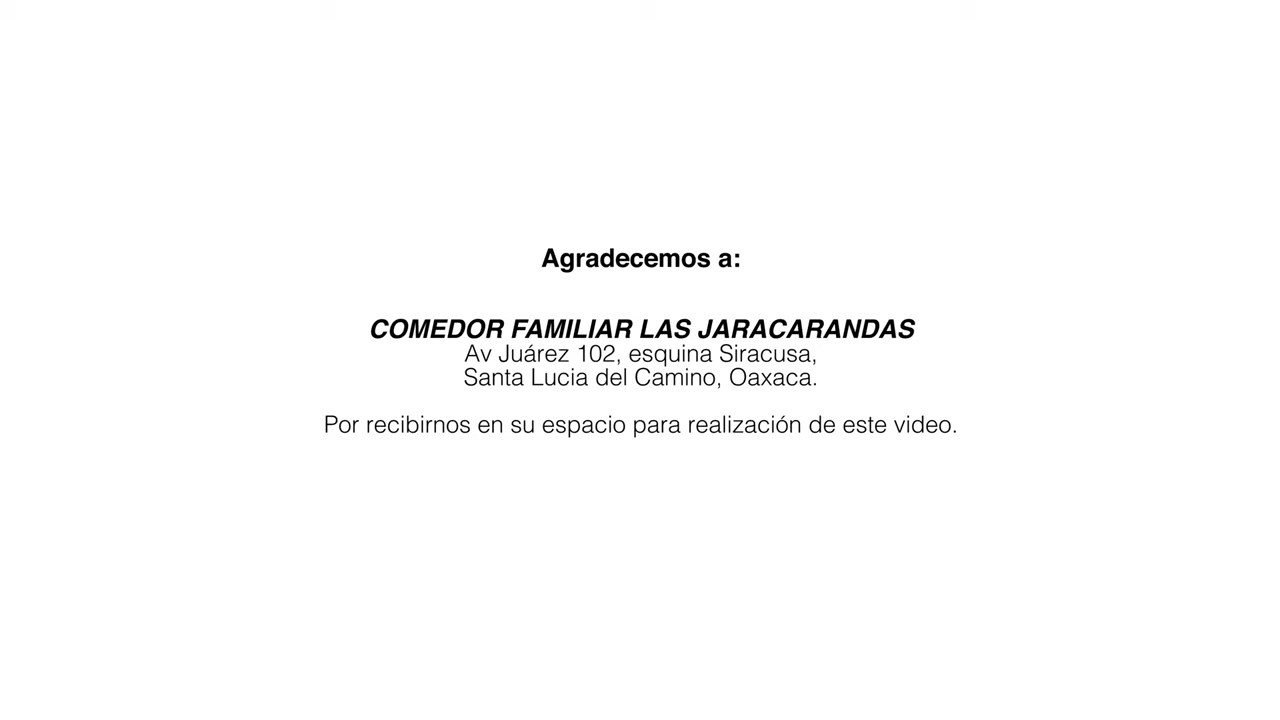 Agradecemos a:
COMEDOR FAMILIAR LAS JARACARANDAS
Av Juárez 102, esquina Siracusa,
Santa Lucia del Camino, Oaxaca.
Por recibirnos en su espacio para realización de este video.